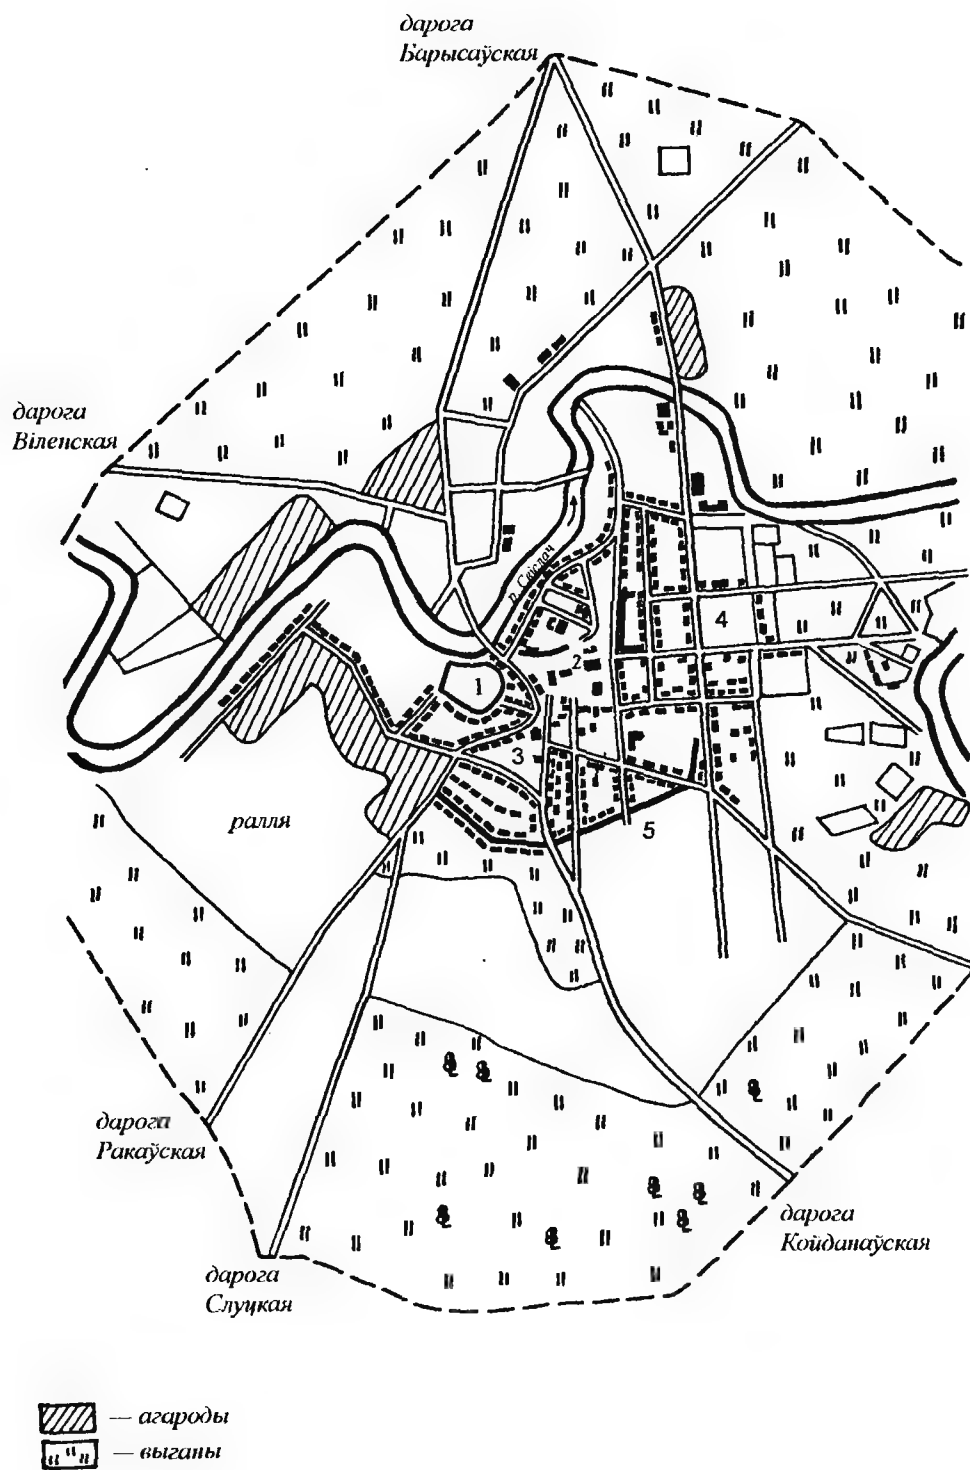 дарога
Барысаўская
дарога
Віленская
р. Свіслач
4
2
1
3
5
ралля
дарога
Ракаўская
дарога
Койданаўская
дарога
Слуцкая
— агароды
— выганы